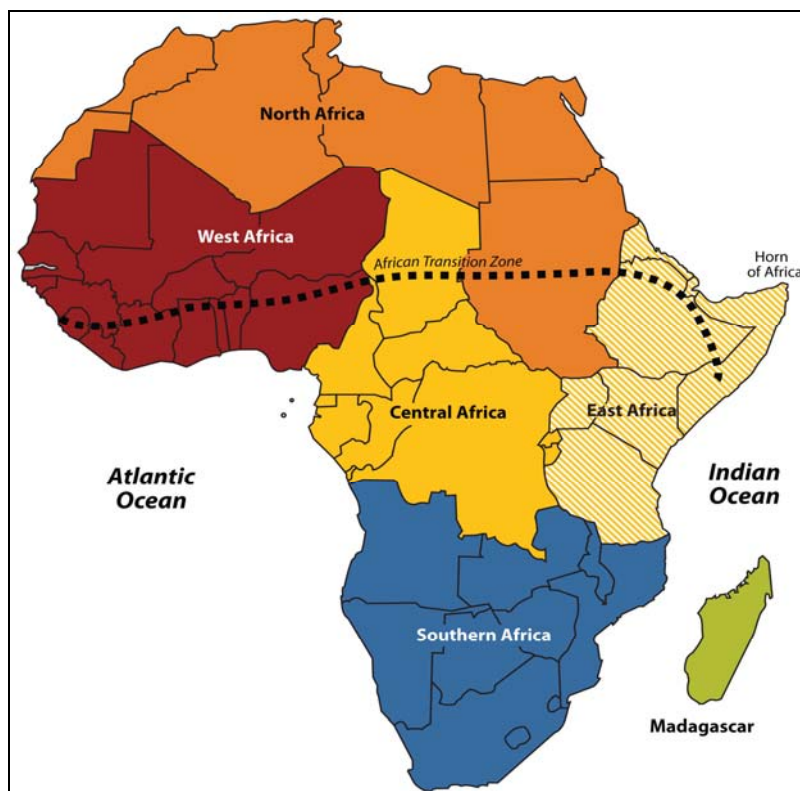 North Africa
West Africa
African Transition Zone
Horn
of Africa
Central Africa
East Africa
Atlantic
Ocean
Indian
Ocean
Southern Africa
Madagascar